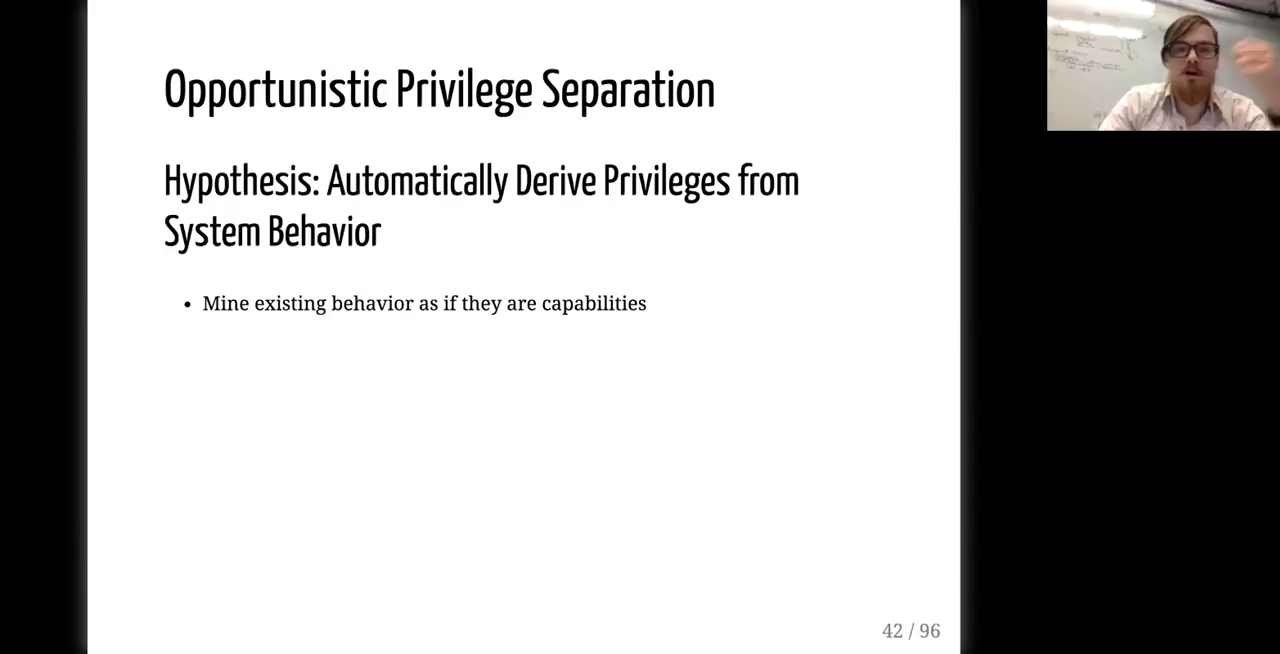 Opportunistic Privilege Separation
Hypothesis: Automatically Derive Privileges from
System Behavior
• Mine existing behavior as if they are capabilities
42 / 96